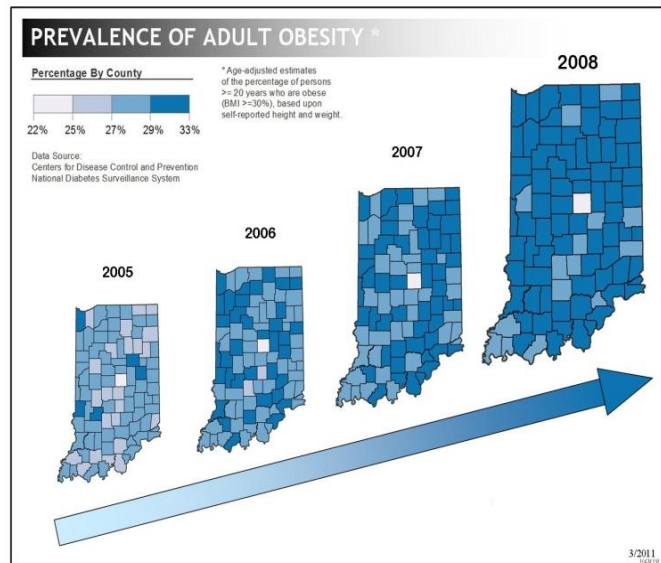 PREVALENCE OF ADULT OBESITY *
Percentage By County
22% 25% 27% 29% 33%
* Age-adjusted estimates
of the percentage of persons
>= 20 years who are obese
(BMI >=30%), based upon
self-reported height and weight.
Data Source:
Centers for Disease Control and Prevention
National Diabetes Surveillance System
2005
2006
2007
2008
3/2011